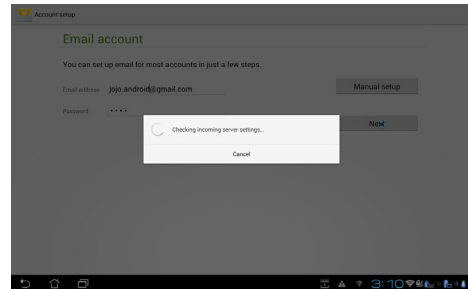 Account setup
Email account
You can set up email for most accounts in just a few steps.
Email address jojo.android@gmail.com
Manual setup
Password ••••
Next
Checking incoming server settings...
Cancel
3:10